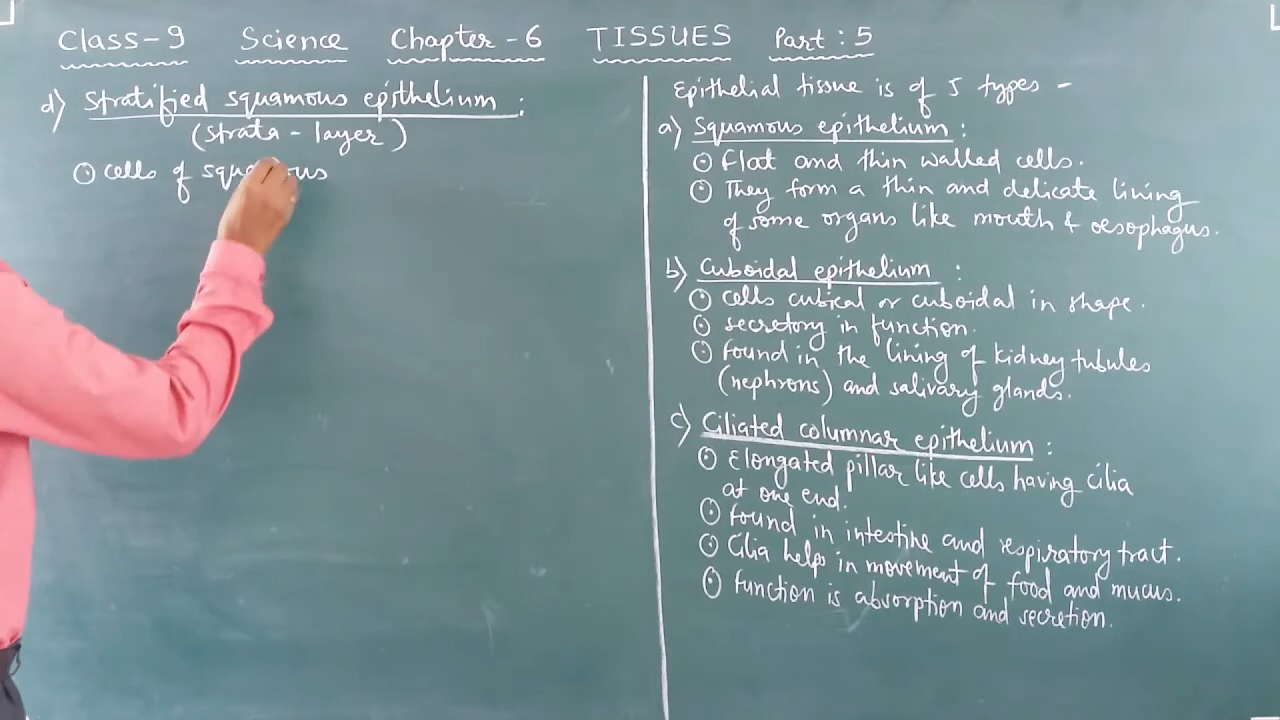 Class-9 Science Chapter-6 TISSUES Part : 5
d) Stratified squamous epithelium :
(strata - layer)
cells of squamous
Epithelial tissue is of 5 types -
a) Squamous epithelium :
Flat and thin walled cells.
They form a thin and delicate lining
of some organs like mouth & oesophagus.
b) Cuboidal epithelium :
cells cubical or cuboidal in shape.
secretory in function.
found in the lining of kidney tubules
(nephrons) and salivary glands.
c) Ciliated columnar epithelium :
Elongated pillar like cells having cilia
at one end.
found in intestine and respiratory tract.
Cilia helps in movement of food and mucus.
Function is absorption and secretion.